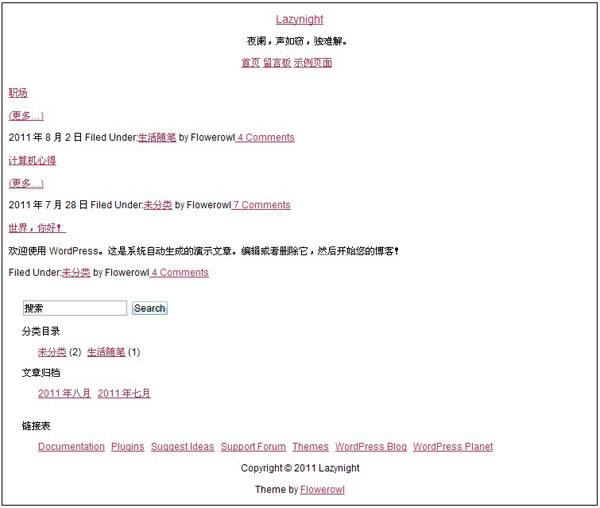 Lazynight
夜阑，声如窃，独难解。
首页 留言板 示例页面
职场
(更多…)
2011 年 8 月 2 日 Filed Under:生活随笔 by Flowerowl 4 Comments
计算机心得
(更多…)
2011 年 7 月 28 日 Filed Under:未分类 by Flowerowl 7 Comments
世界，你好！
欢迎使用 WordPress。这是系统自动生成的演示文章。编辑或者删除它，然后开始您的博客！
Filed Under:未分类 by Flowerowl 4 Comments
搜索 Search
分类目录
未分类 (2) 生活随笔 (1)
文章归档
2011 年八月 2011 年七月
链接表
Documentation Plugins Suggest Ideas Support Forum Themes WordPress Blog WordPress Planet
Copyright © 2011 Lazynight
Theme by Flowerowl